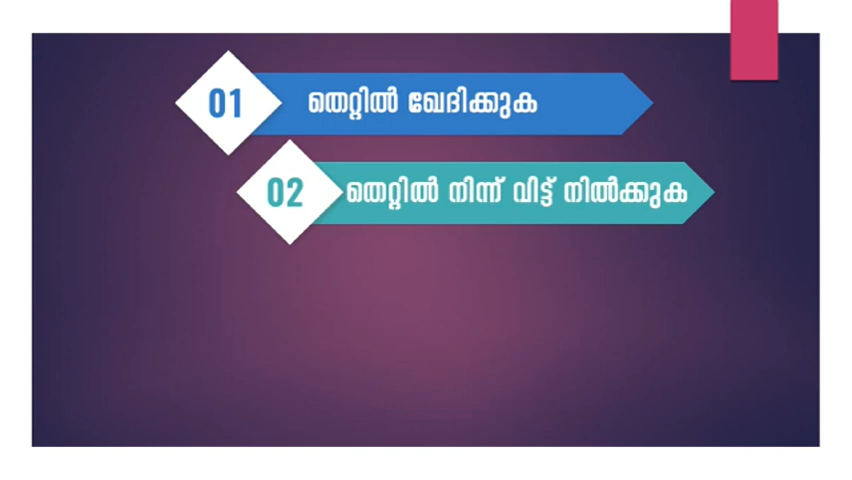 01 തെറ്റിൽ ഖേദിക്കുക
02 തെറ്റിൽ നിന്ന് വിട്ട് നിൽക്കുക